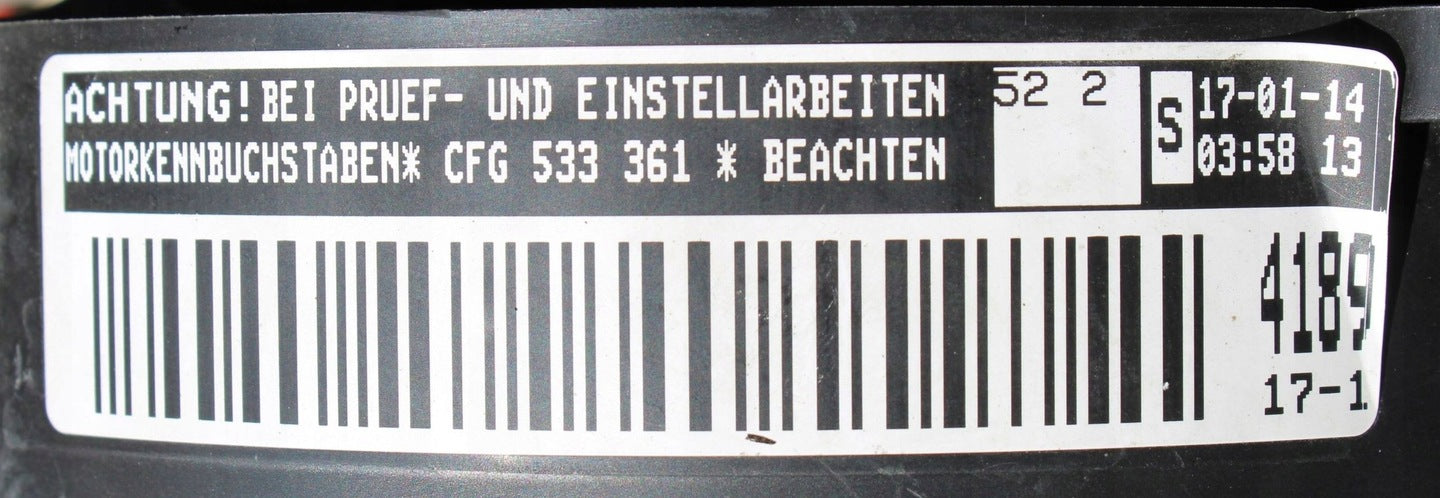 ACHTUNG! BEI PRUEF- UND EINSTELLARBEITEN 52 2 S 17-01-14
MOTORKENNBUCHSTABEN* CFG 533 361 * BEACHTEN 03:58 13
4189
17-1